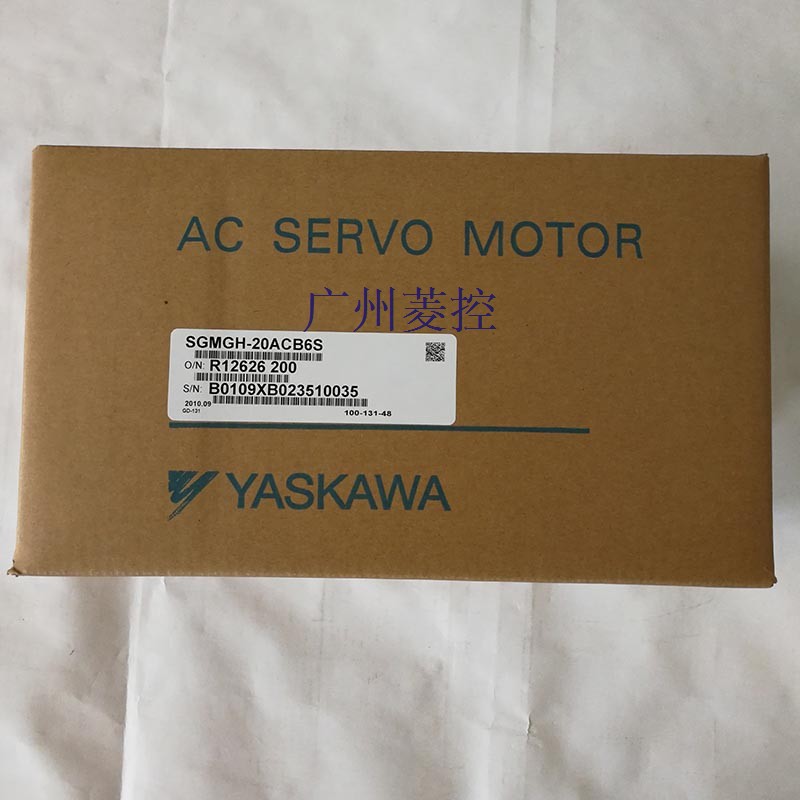 AC SERVO MOTOR
广州菱控
SGMGH-20ACB6S
O/N: R12626 200
S/N: B0109XB023510035
2010.09
GD-131 100-131-48
YASKAWA